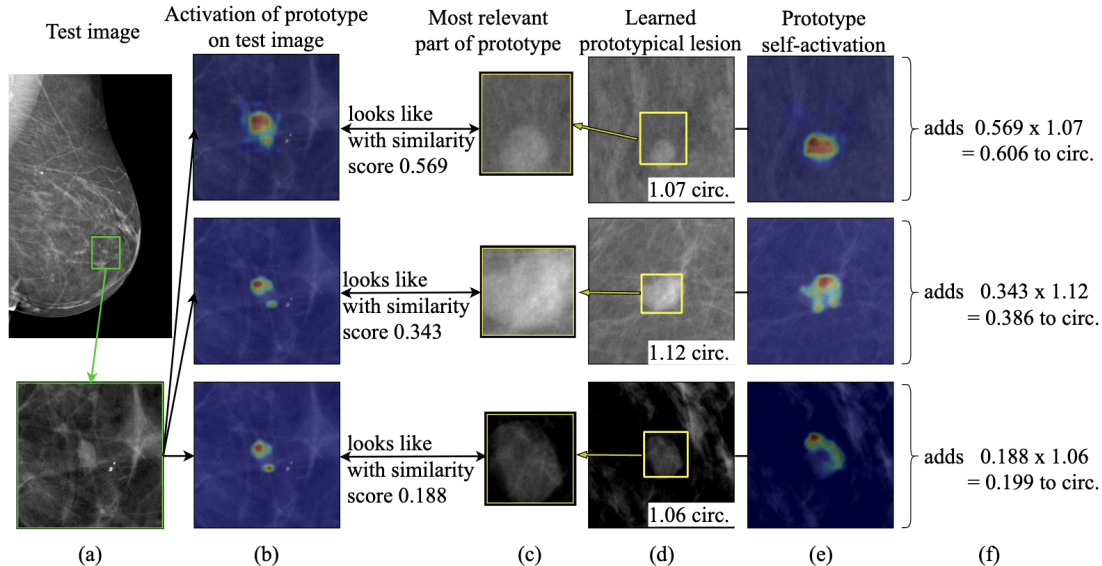 Test image
Activation of prototype
on test image
Most relevant
part of prototype
Learned
prototypical lesion
Prototype
self-activation
looks like
with similarity
score 0.569
1.07 circ.
adds 0.569 x 1.07
= 0.606 to circ.
looks like
with similarity
score 0.343
1.12 circ.
adds 0.343 x 1.12
= 0.386 to circ.
looks like
with similarity
score 0.188
1.06 circ.
adds 0.188 x 1.06
= 0.199 to circ.
(a)
(b)
(c)
(d)
(e)
(f)